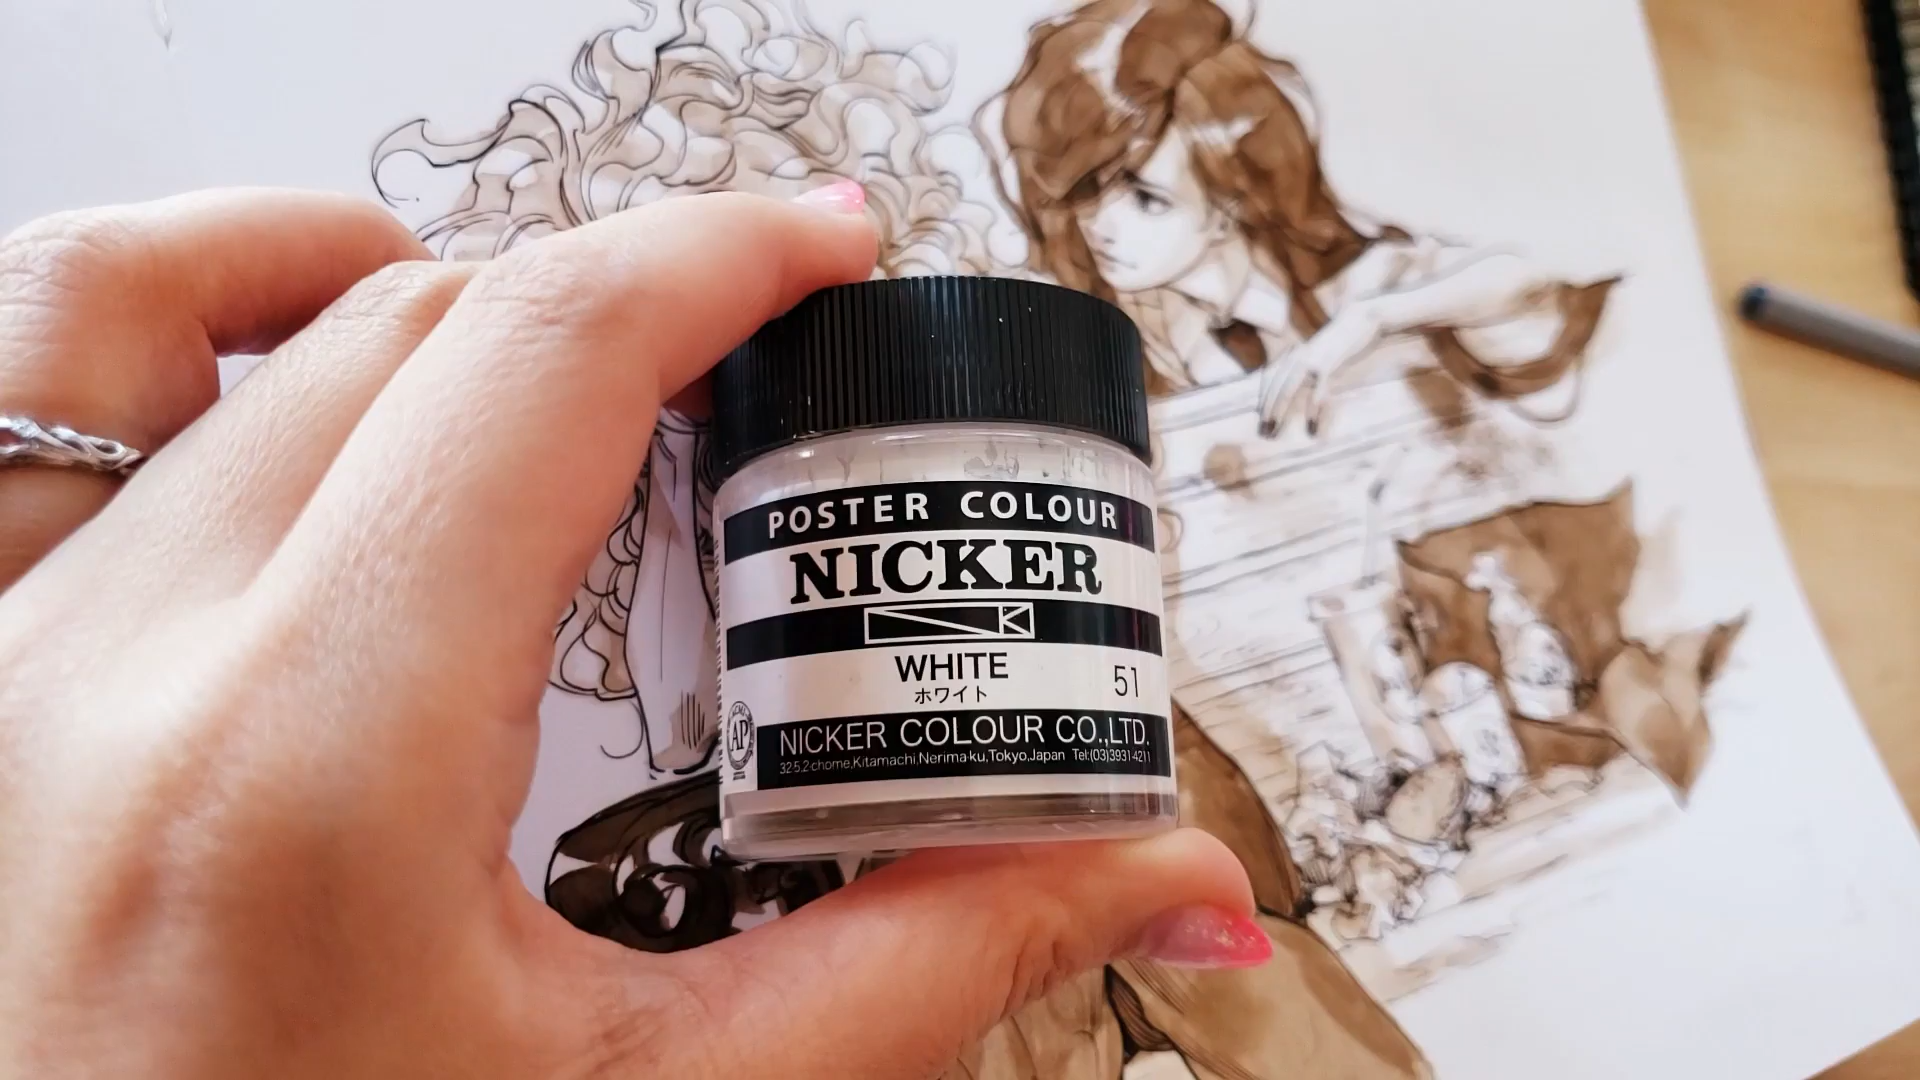 POSTER COLOUR
NICKER
WHITE
ホワイト
51
AP
NICKER COLOUR CO.,LTD.
32-5,2-chome,Kitamachi,Nerima-ku,Tokyo,Japan Tel:(03)3931-4211